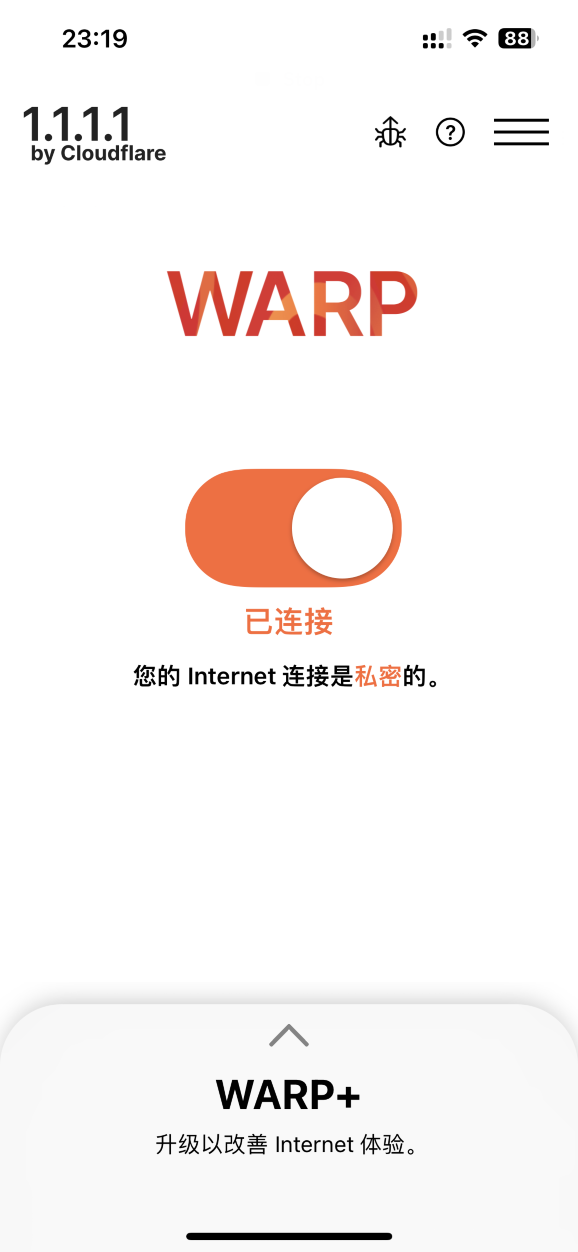 23:19
88
1.1.1.1
by Cloudflare
?
WARP
已连接
您的 Internet 连接是私密的。
WARP+
升级以改善 Internet 体验。